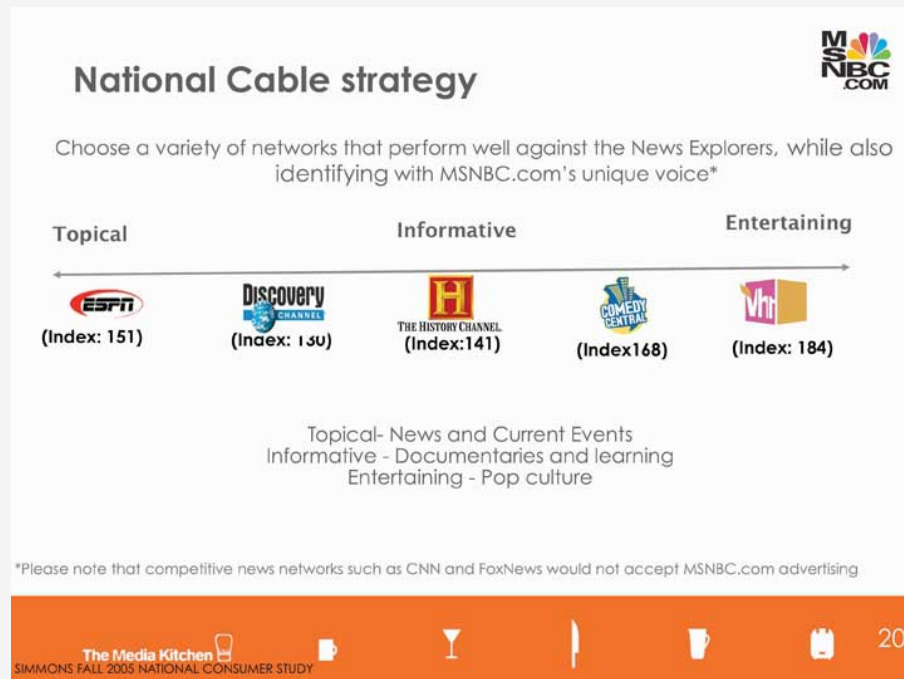 MSNBC
.COM
National Cable strategy
Choose a variety of networks that perform well against the News Explorers, while also
identifying with MSNBC.com's unique voice*
Topical
Informative
Entertaining
ESPN
DISCOVERY
CHANNEL
H
THE HISTORY CHANNEL
COMEDY
CENTRAL
Vh1
(Index: 151)
(Index: 130)
(Index:141)
(Index168)
(Index: 184)
Topical- News and Current Events
Informative - Documentaries and learning
Entertaining - Pop culture
*Please note that competitive news networks such as CNN and FoxNews would not accept MSNBC.com advertising
The Media Kitchen
20
SIMMONS FALL 2005 NATIONAL CONSUMER STUDY